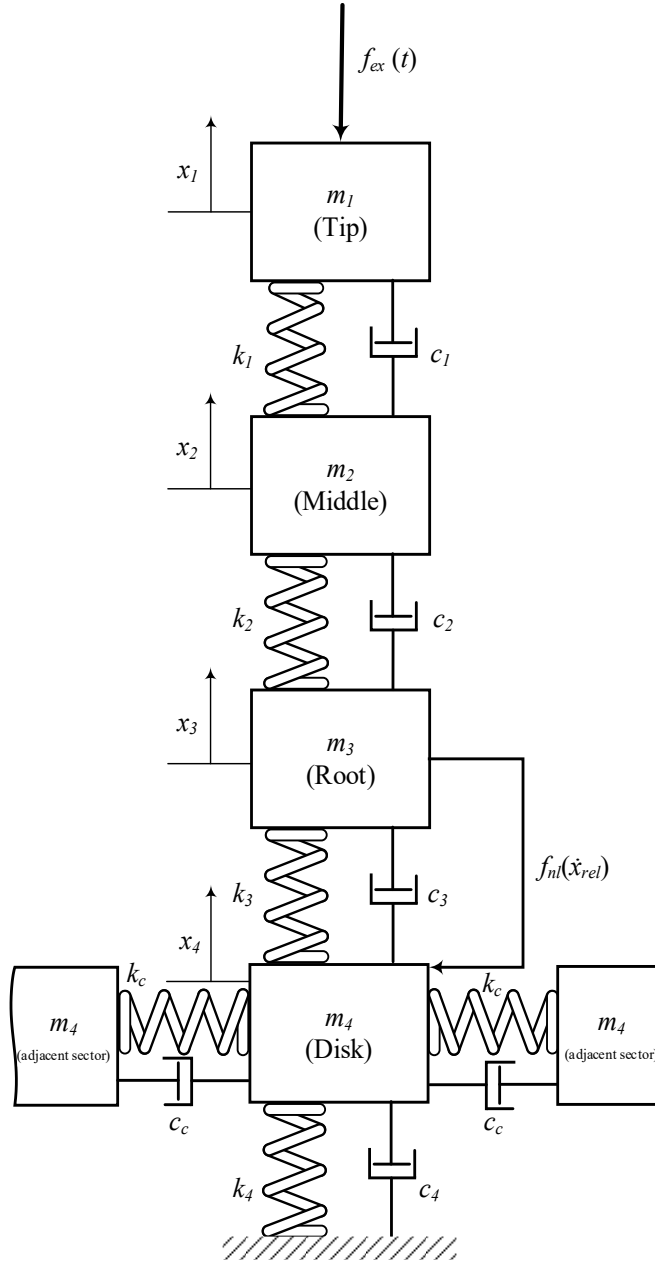 f_ex (t)
x_1
m_1
(Tip)
k_1
c_1
x_2
m_2
(Middle)
k_2
c_2
x_3
m_3
(Root)
f_nl(ẋ_rel)
k_3
c_3
x_4
k_c
k_c
m_4
(adjacent sector)
m_4
(Disk)
m_4
(adjacent sector)
c_c
c_c
k_4
c_4